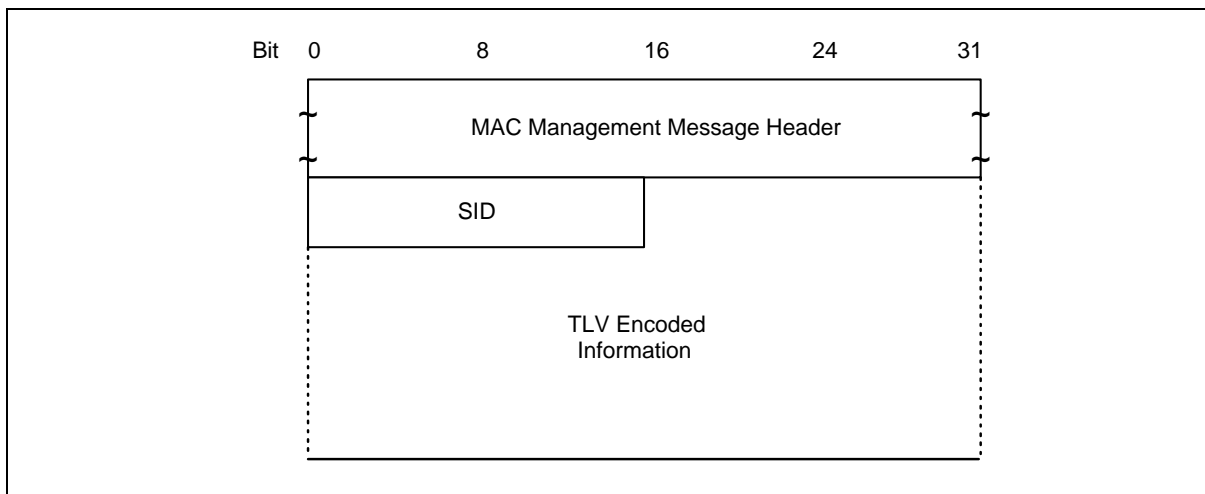 Bit 0 8 16 24 31
MAC Management Message Header
SID
TLV Encoded
Information